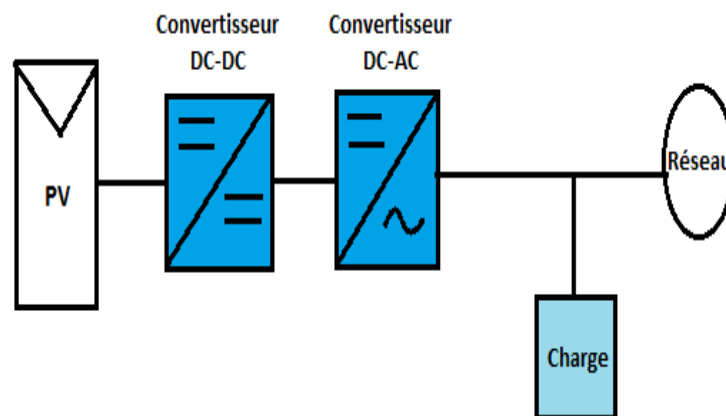 Convertisseur
DC-DC
Convertisseur
DC-AC
PV
Réseau
Charge